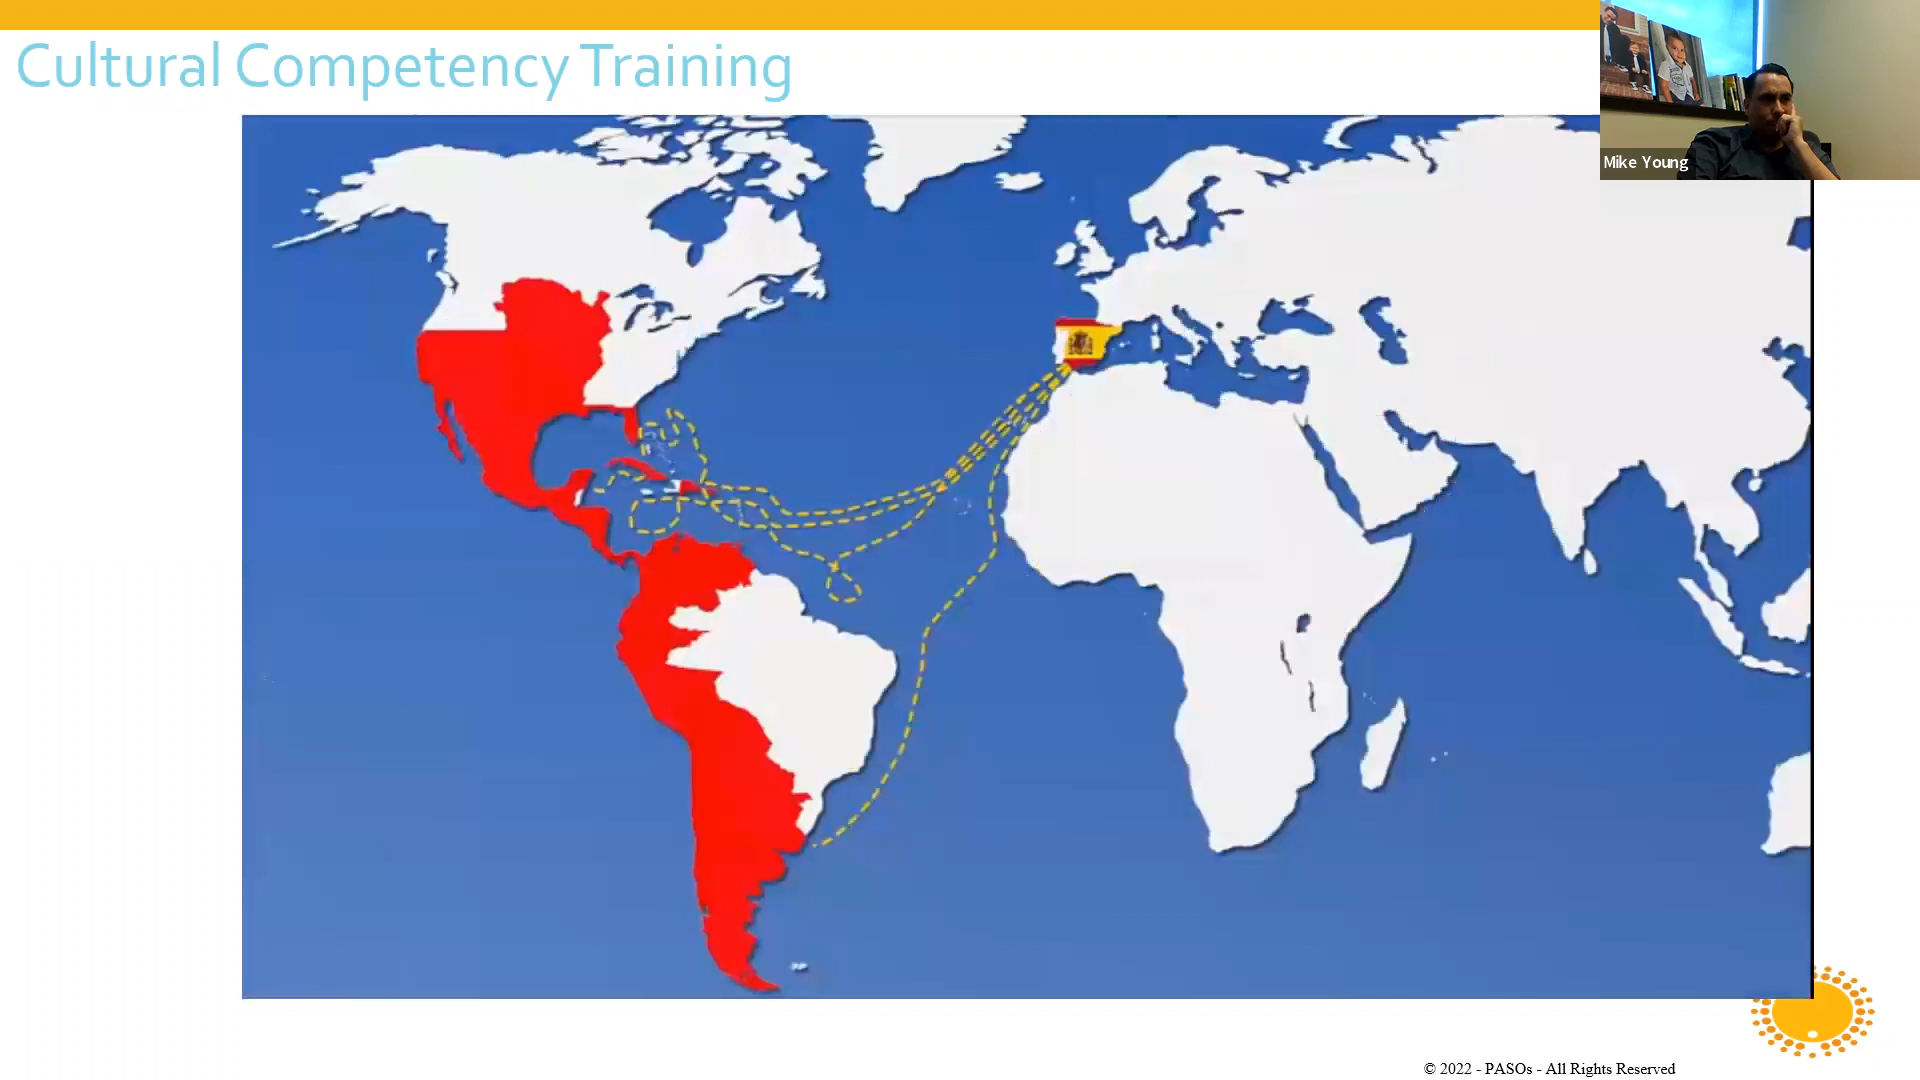 Cultural Competency Training
Mike Young
© 2022 - PASOs - All Rights Reserved